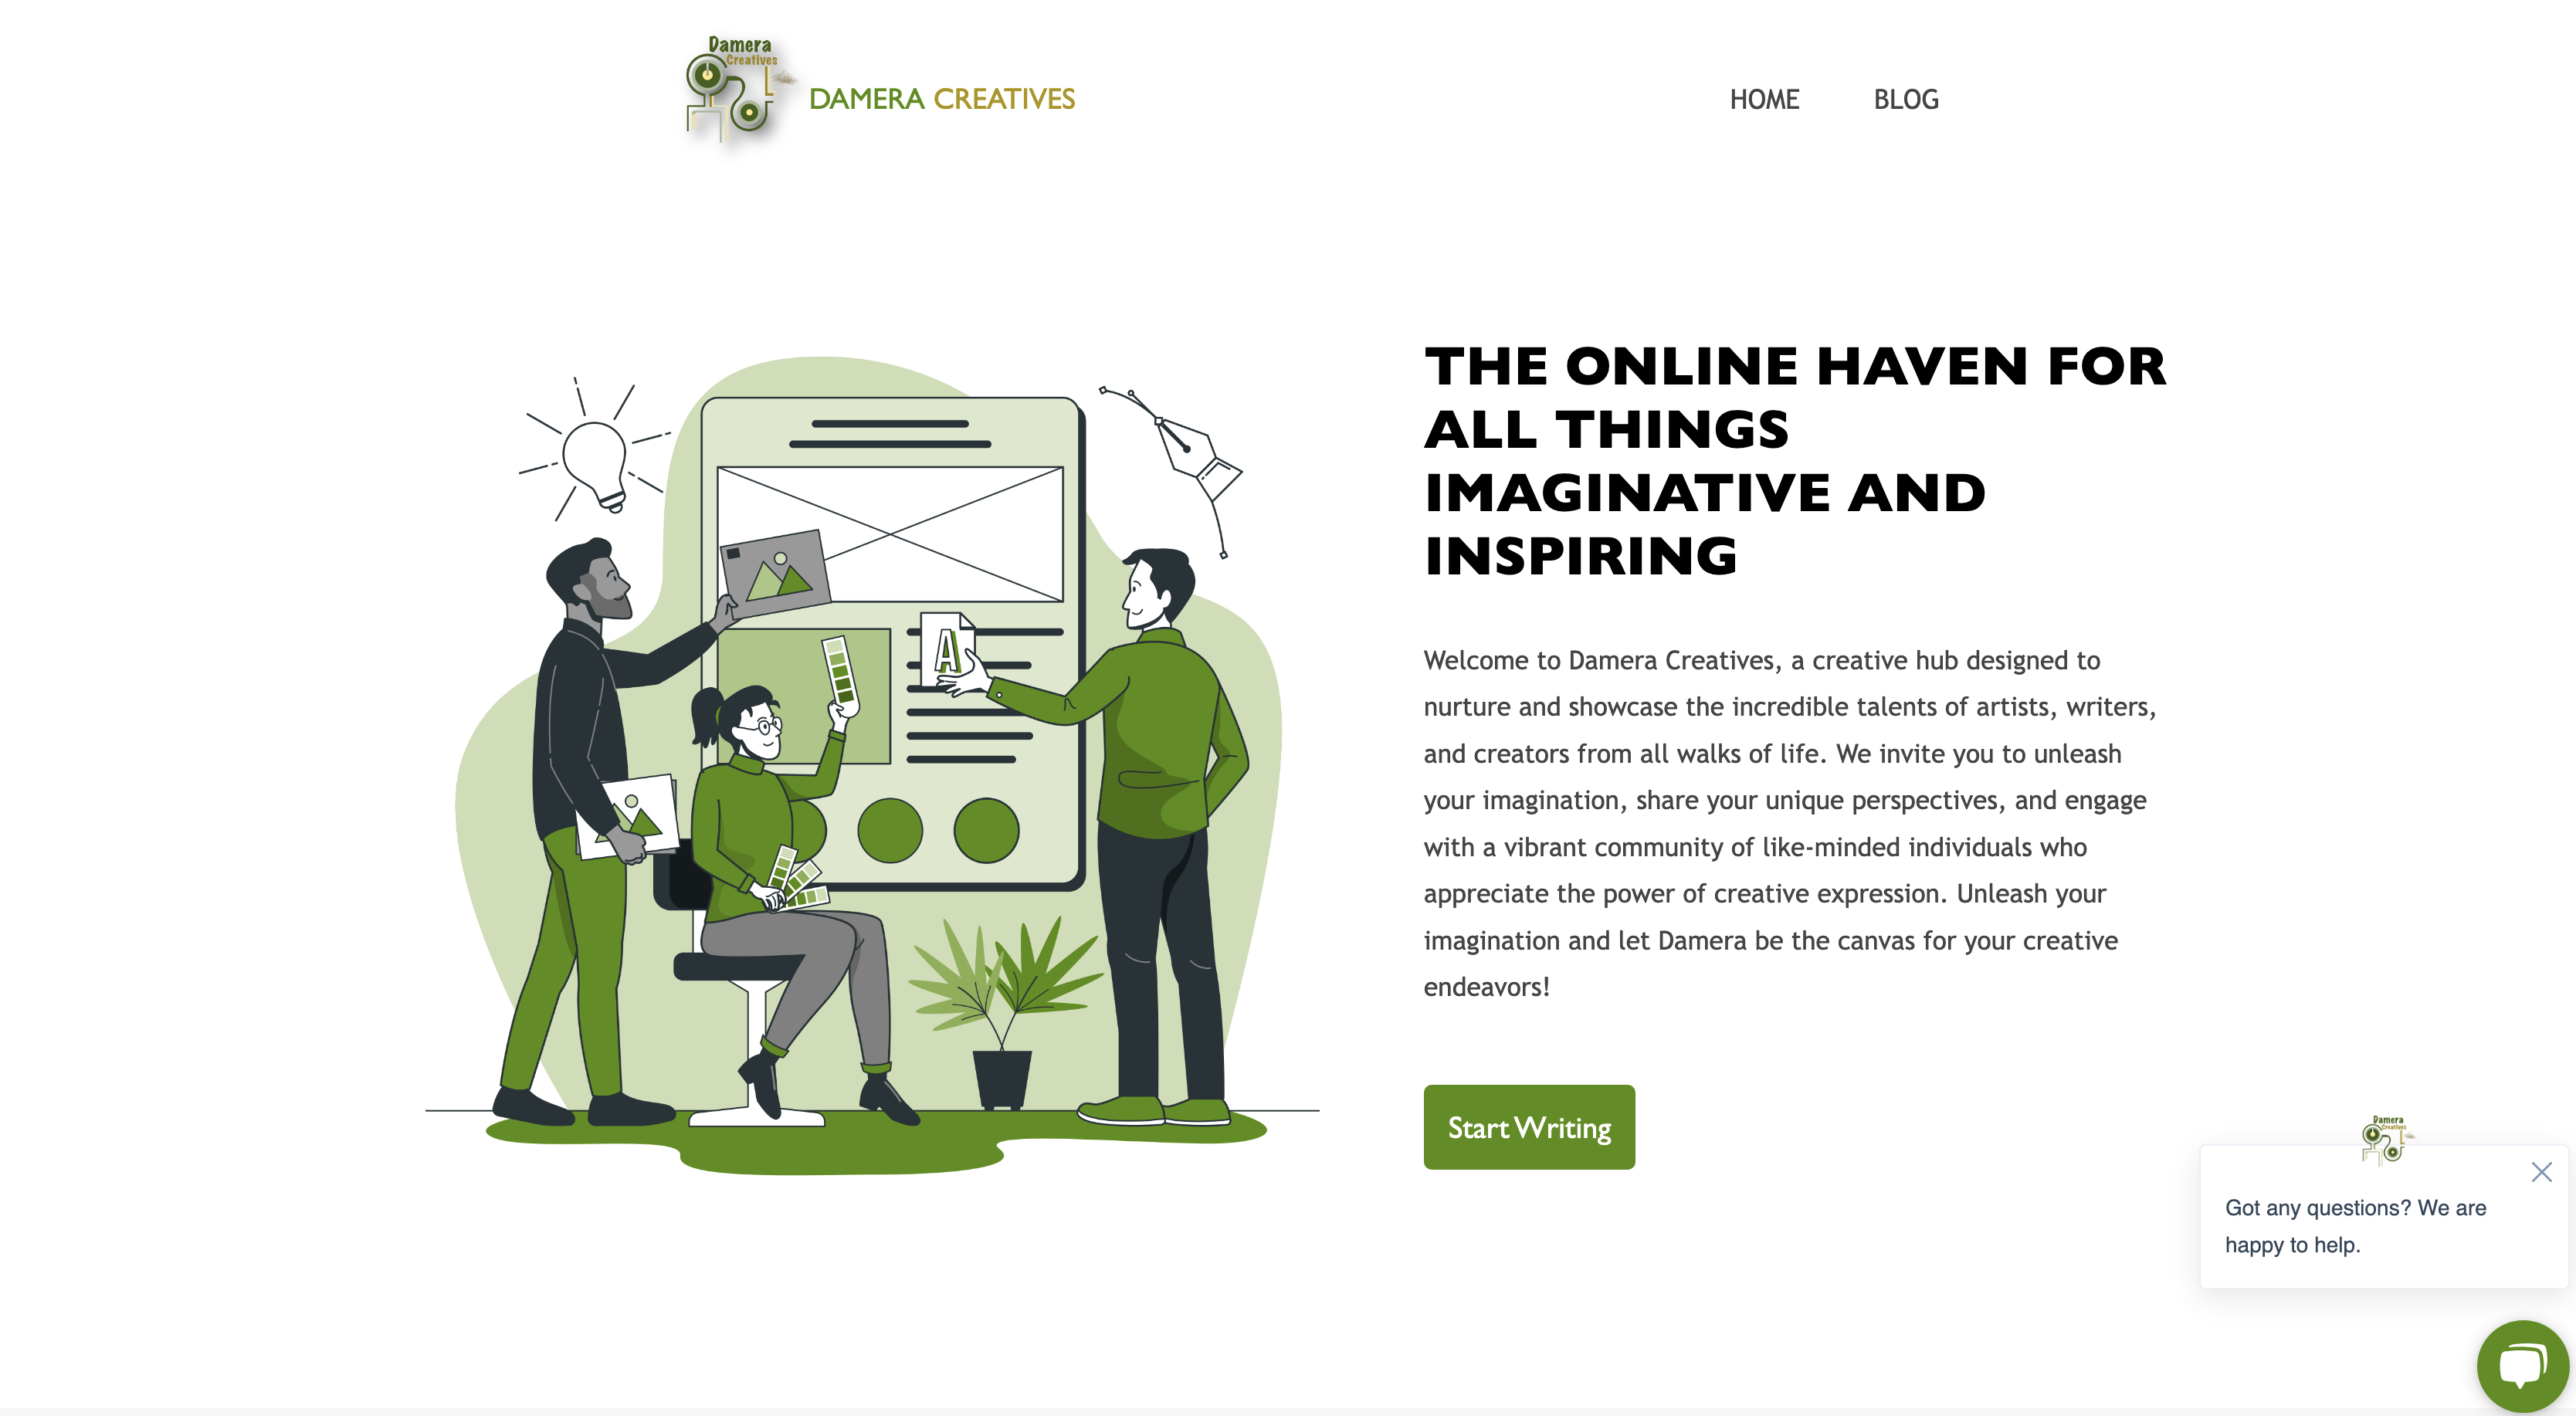 Damera
Creatives
DAMERA CREATIVES
HOME
BLOG
THE ONLINE HAVEN FOR
ALL THINGS
IMAGINATIVE AND
INSPIRING
A
Welcome to Damera Creatives, a creative hub designed to
nurture and showcase the incredible talents of artists, writers,
and creators from all walks of life. We invite you to unleash
your imagination, share your unique perspectives, and engage
with a vibrant community of like-minded individuals who
appreciate the power of creative expression. Unleash your
imagination and let Damera be the canvas for your creative
endeavors!
Start Writing
Damera
Creatives
Got any questions? We are
happy to help.